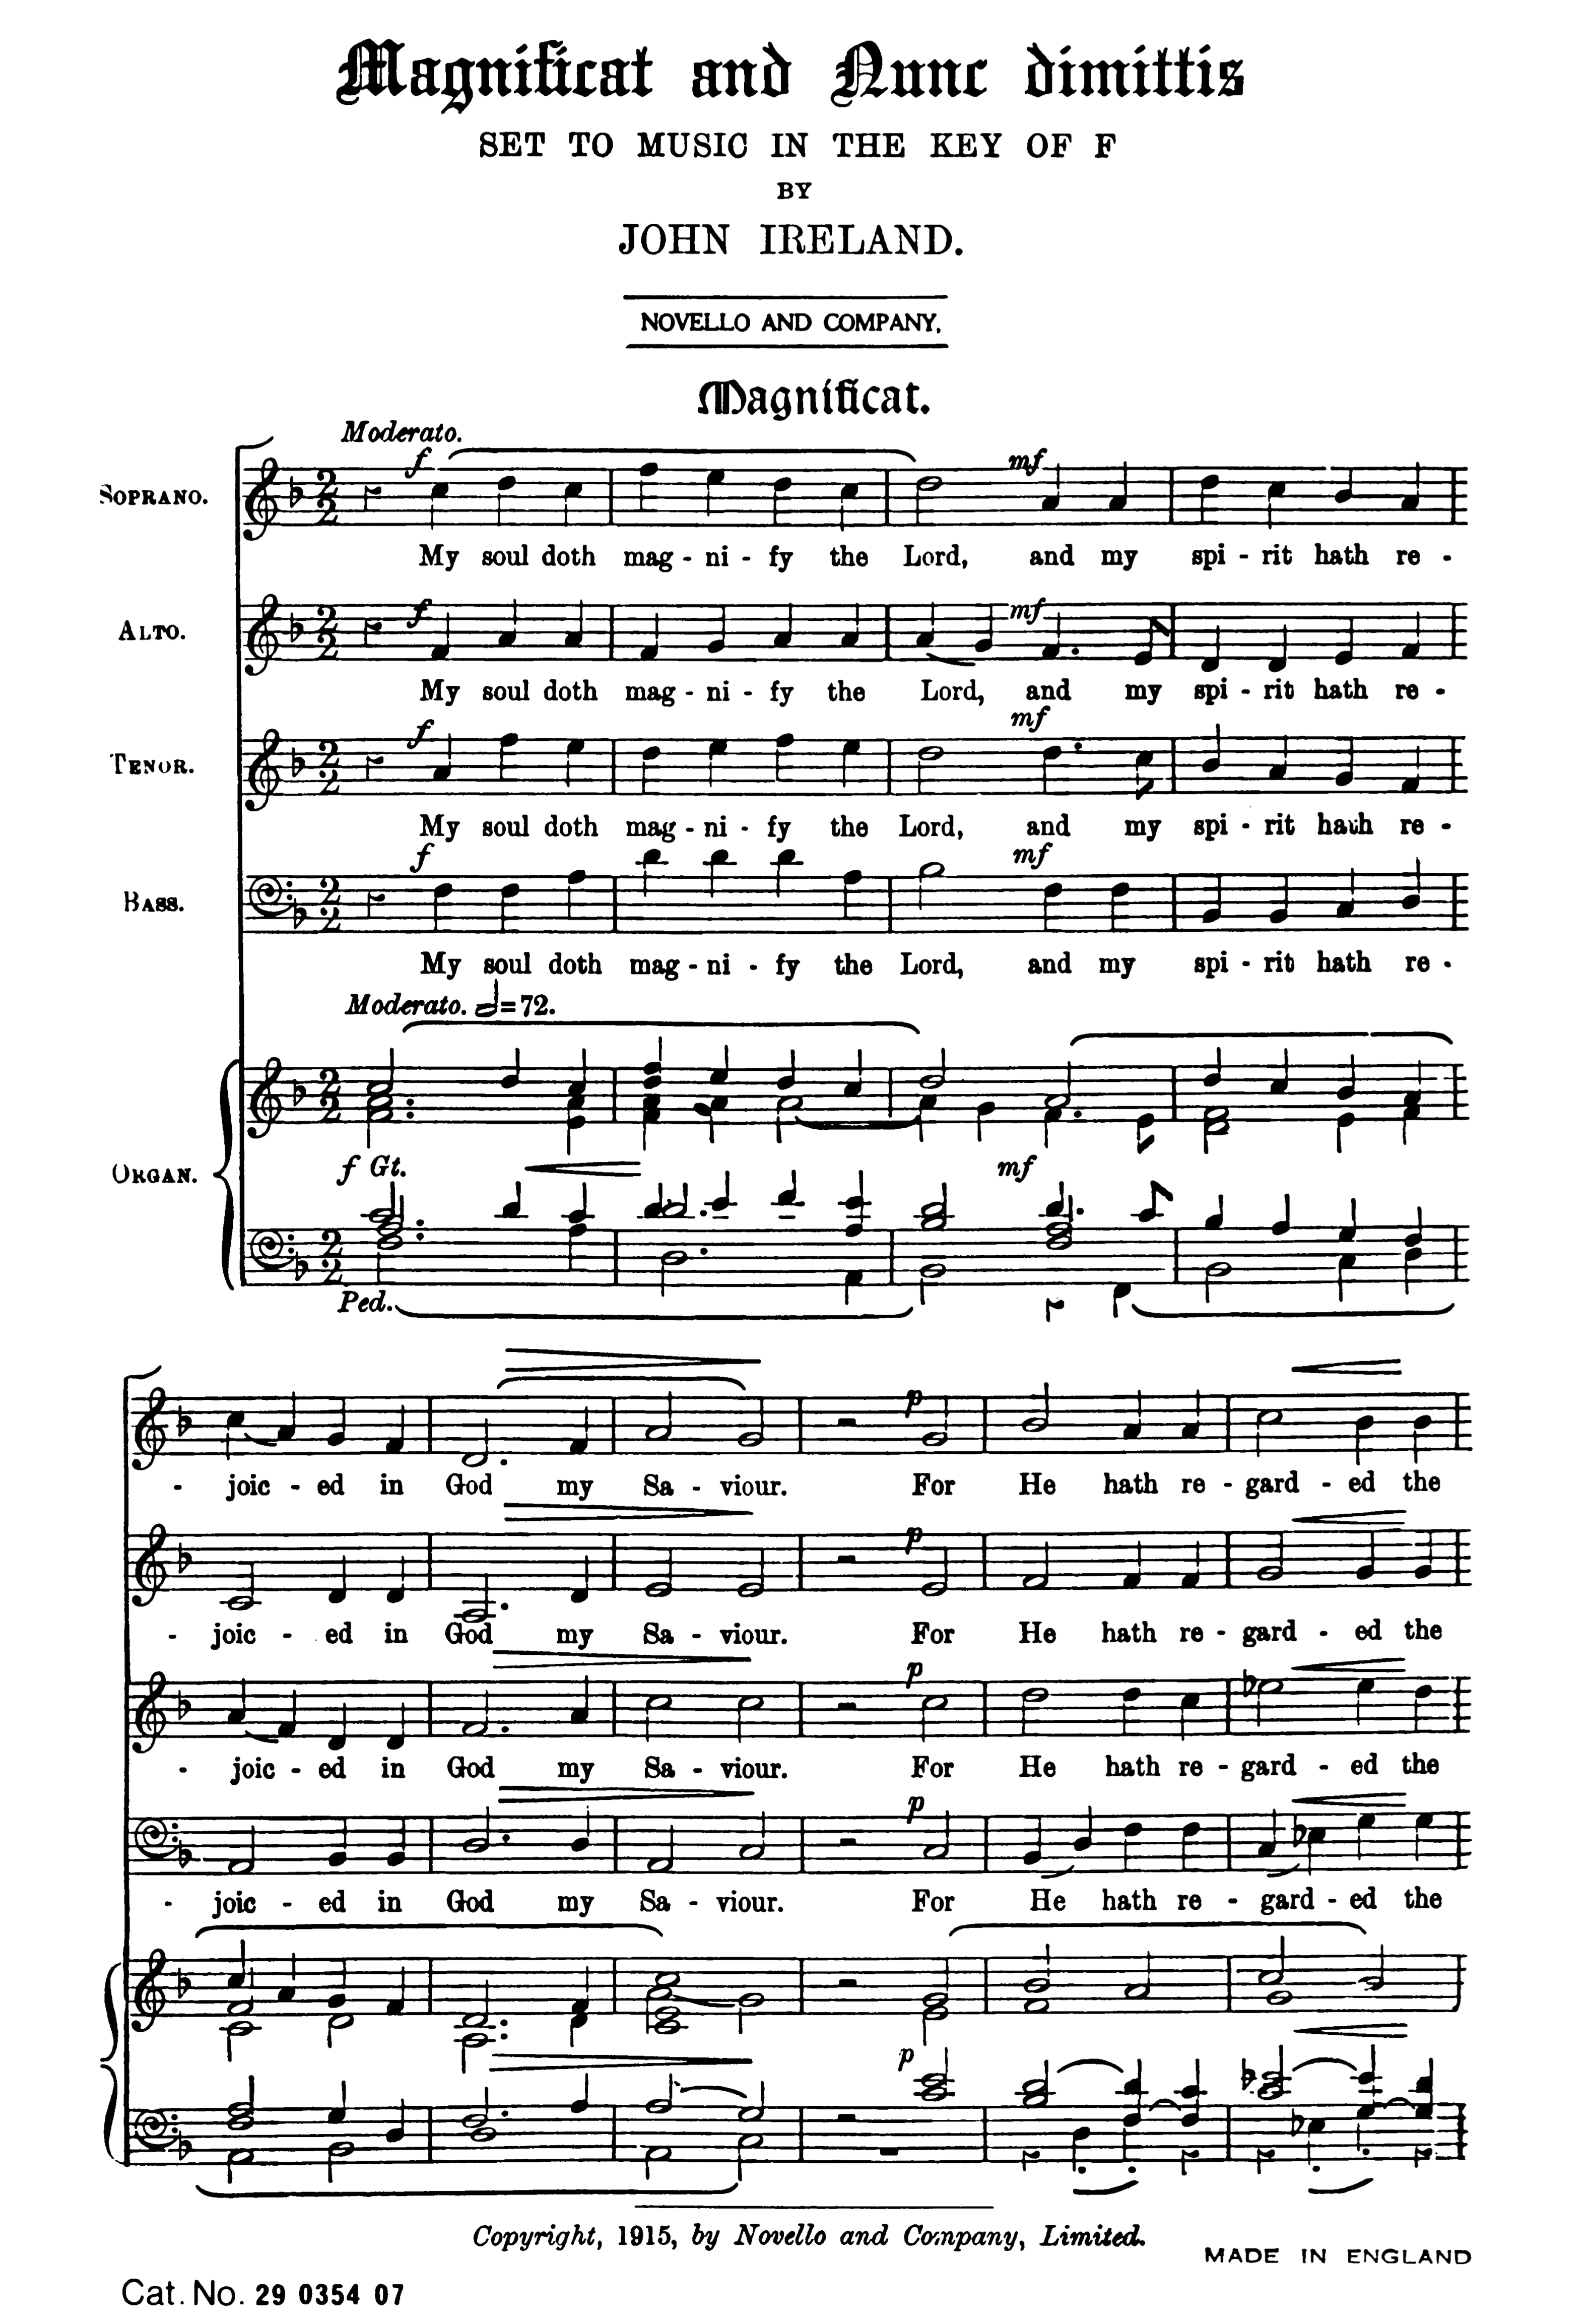 Magnificat and Nunc dimittis
SET TO MUSIC IN THE KEY OF F
BY
JOHN IRELAND.
NOVELLO AND COMPANY.
Magnificat.
Moderato.
f mf
SOPRANO.
My soul doth mag - ni - fy the Lord, and my spi - rit hath re -
f mf
ALTO.
My soul doth mag - ni - fy the Lord, and my spi - rit hath re -
f mf
TENOR.
My soul doth mag - ni - fy the Lord, and my spi - rit hath re -
f mf
BASS.
My soul doth mag - ni - fy the Lord, and my spi - rit hath re -
Moderato. 𝅗𝅥 = 72.
f Gt. mf
ORGAN.
Ped.
p
- joic - ed in God my Sa - viour. For He hath re - gard - ed the
p
- joic - ed in God my Sa - viour. For He hath re - gard - ed the
p
- joic - ed in God my Sa - viour. For He hath re - gard - ed the
p
- joic - ed in God my Sa - viour. For He hath re - gard - ed the
p
Copyright, 1915, by Novello and Company, Limited.
MADE IN ENGLAND
Cat. No. 29 0354 07